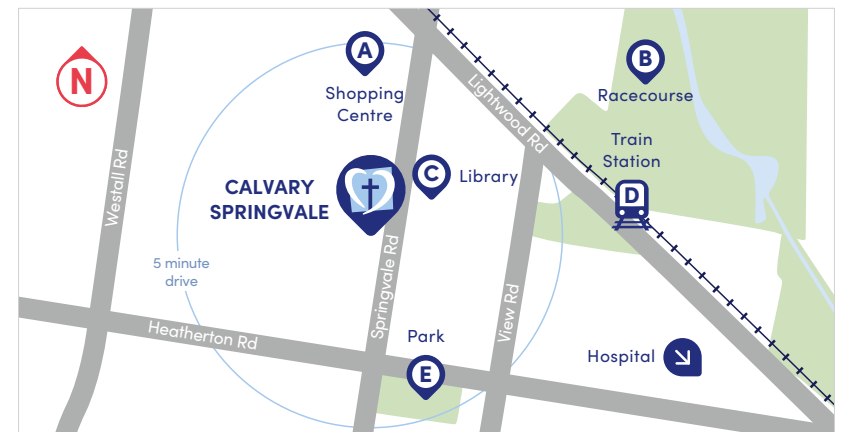 N
A
Shopping
Centre
B
Racecourse
Lightwood Rd
Train
Station
D
Westall Rd
CALVARY
SPRINGVALE
C
Library
5 minute
drive
Springvale Rd
View Rd
Heatherton Rd
Park
E
Hospital